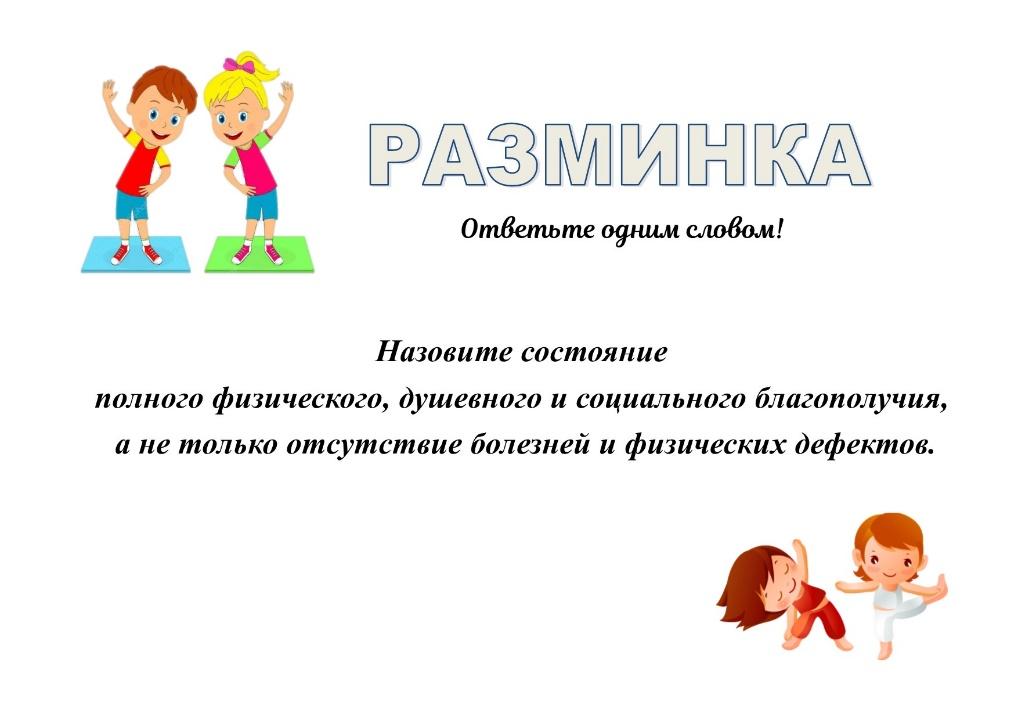 РАЗМИНКА
Ответьте одним словом!
Назовите состояние
полного физического, душевного и социального благополучия,
а не только отсутствие болезней и физических дефектов.